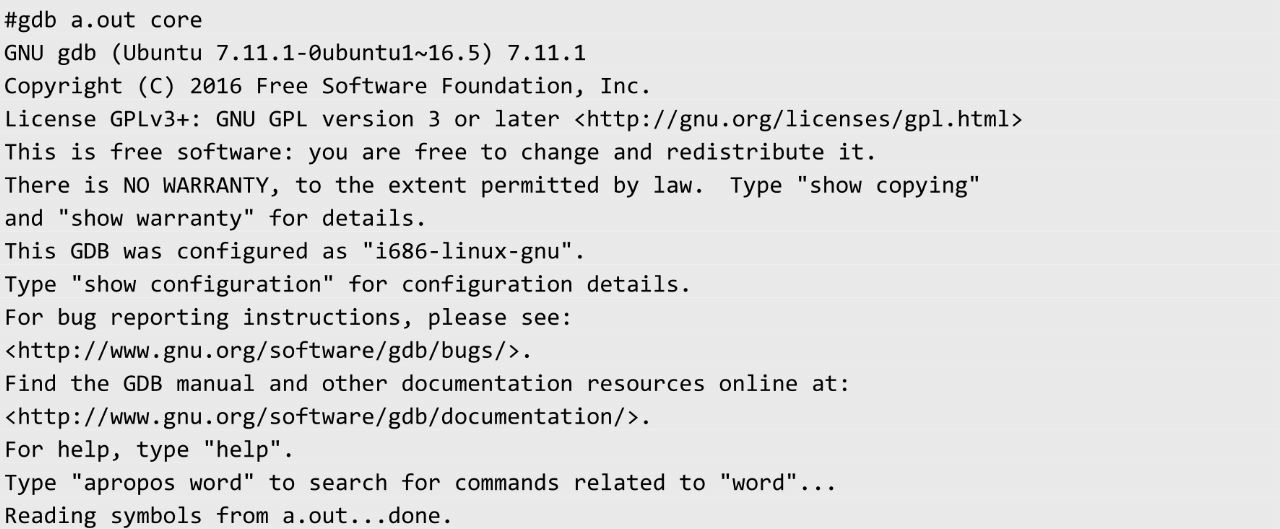 #gdb a.out core
GNU gdb (Ubuntu 7.11.1-0ubuntu1~16.5) 7.11.1
Copyright (C) 2016 Free Software Foundation, Inc.
License GPLv3+: GNU GPL version 3 or later <http://gnu.org/licenses/gpl.html>
This is free software: you are free to change and redistribute it.
There is NO WARRANTY, to the extent permitted by law.  Type "show copying"
and "show warranty" for details.
This GDB was configured as "i686-linux-gnu".
Type "show configuration" for configuration details.
For bug reporting instructions, please see:
<http://www.gnu.org/software/gdb/bugs/>.
Find the GDB manual and other documentation resources online at:
<http://www.gnu.org/software/gdb/documentation/>.
For help, type "help".
Type "apropos word" to search for commands related to "word"...
Reading symbols from a.out...done.